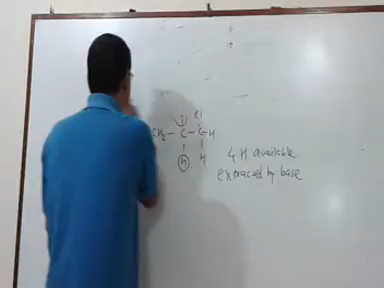 Cl
CH₂ - C - C - H
H H
4 H available
extracted by base